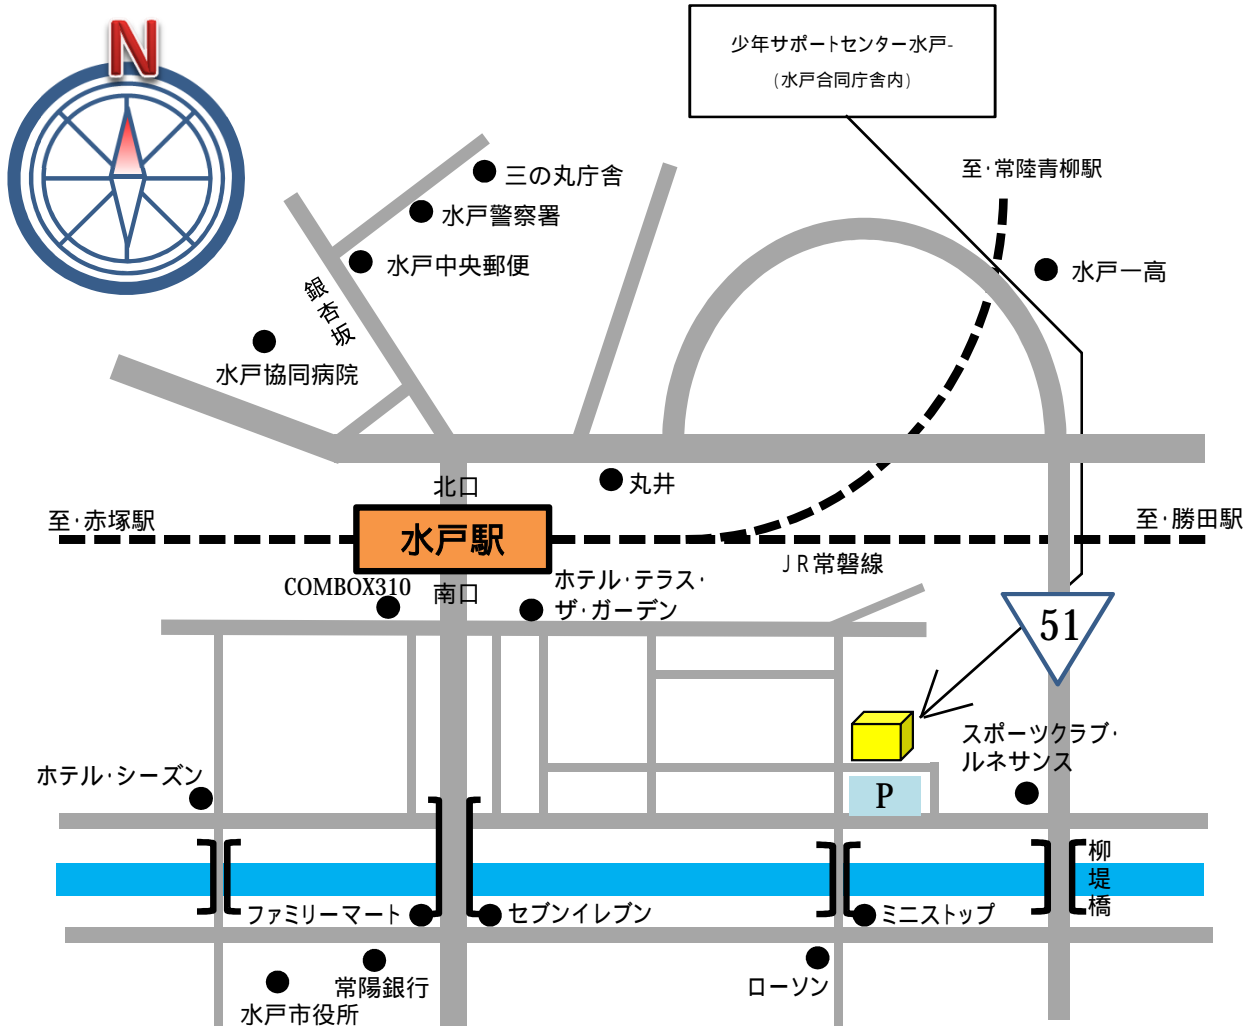 N
少年サポートセンター水戸-
(水戸合同庁舎内)
至·常陸青柳駅
三の丸庁舎
水戸警察署
水戸中央郵便
水戸一高
銀杏坂
水戸協同病院
丸井
北口
至·赤塚駅
水戸駅
至·勝田駅
JR常磐線
COMBOX310
南口
ホテル·テラス·
ザ·ガーデン
51
スポーツクラブ·
ルネサンス
ホテル·シーズン
P
柳堤橋
ファミリーマート
セブンイレブン
ミニストップ
常陽銀行
ローソン
水戸市役所